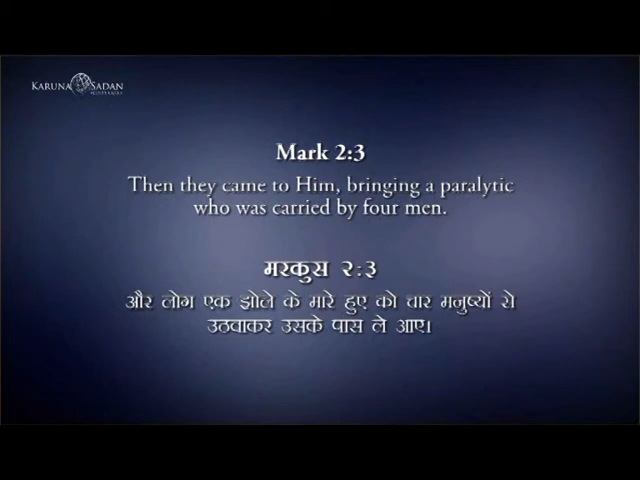 KARUNA SADAN
Mark 2:3
Then they came to Him, bringing a paralytic
who was carried by four men.
मरकुस २:३
और लोग एक झोले के मारे हुए को चार मनुष्यों से
उठवाकर उसके पास ले आए।